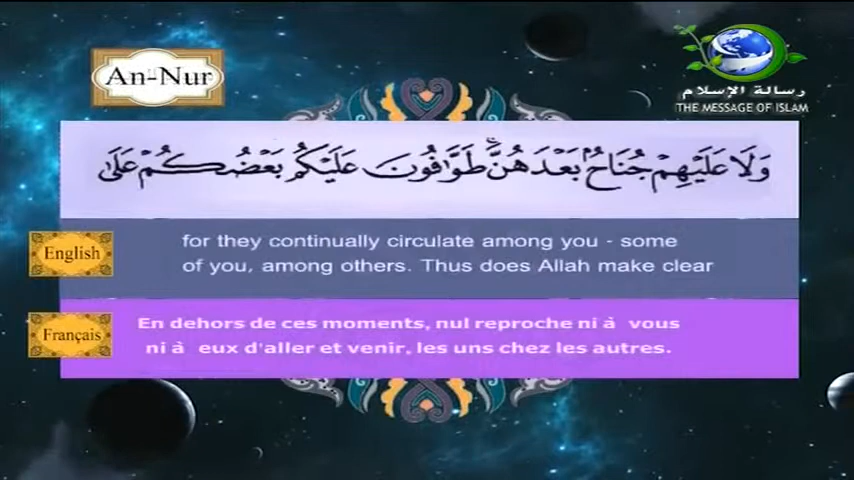 An-Nur
رسالة الإسلام
THE MESSAGE OF ISLAM
وَلَا عَلَيْهِمْ جُنَاحٌ بَعْدَهُنَّ ۚ طَوَّافُونَ عَلَيْكُم بَعْضُكُمْ عَلَىٰ
English
for they continually circulate among you - some
of you, among others. Thus does Allah make clear
Français
En dehors de ces moments, nul reproche ni à vous
ni à eux d'aller et venir, les uns chez les autres.